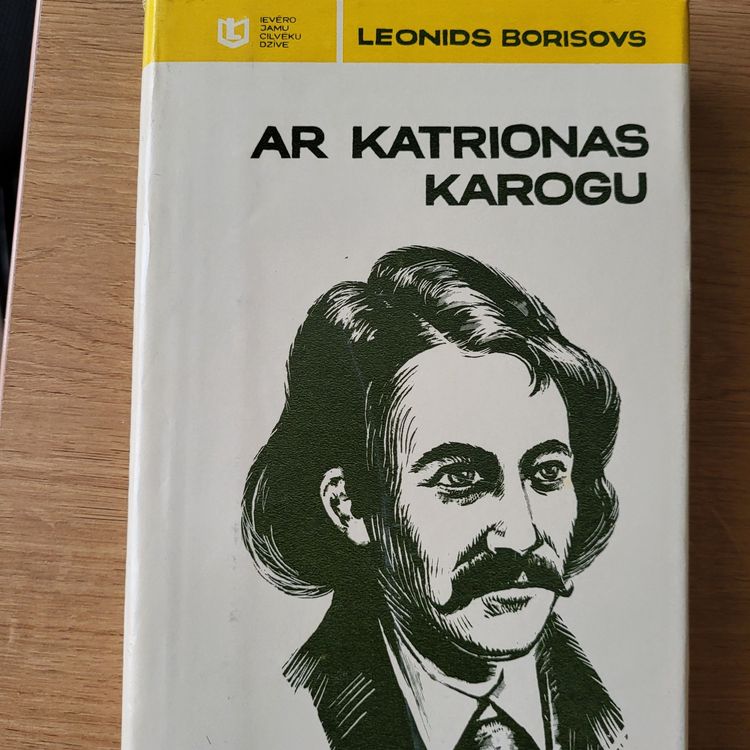 IEVĒRO
JAMU
CILVĒKU
DZĪVE
LEONIDS BORISOVS
AR KATRIONAS
KAROGU